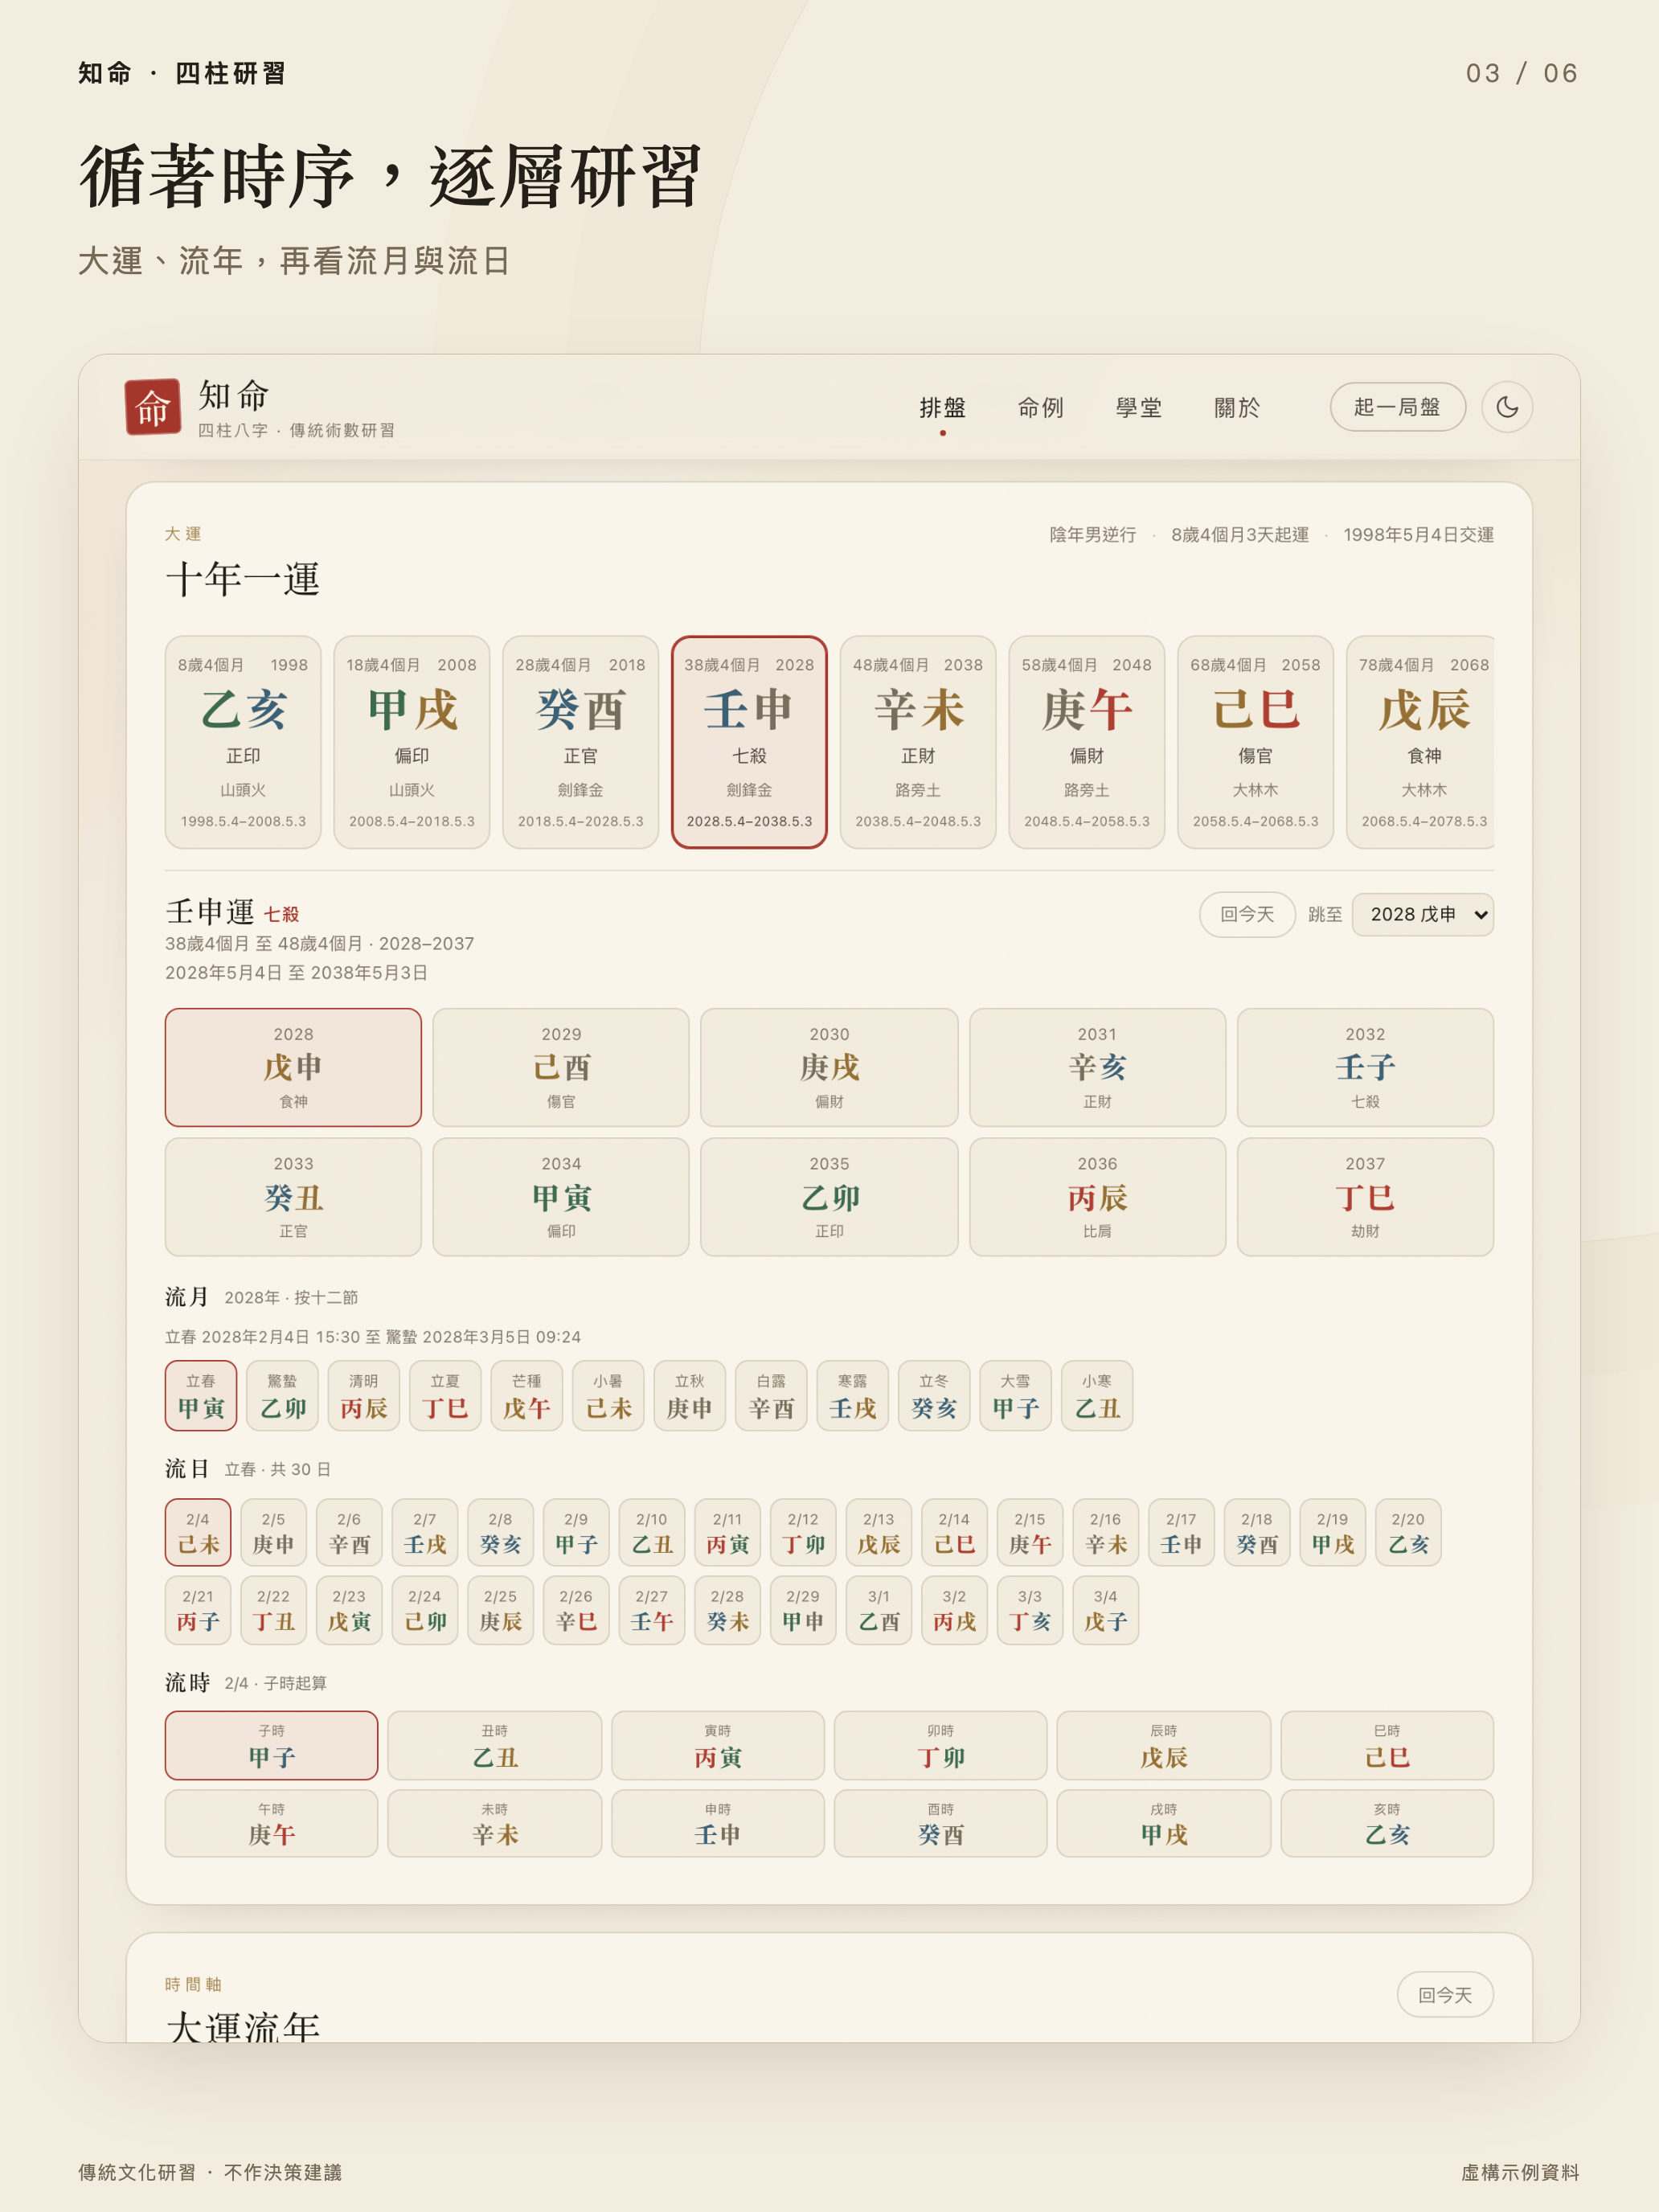 知命 · 四柱研習
03 / 06
循著時序，逐層研習
大運、流年，再看流月與流日
命
知命
四柱八字 · 傳統術數研習
排盤 命例 學堂 關於 起一局盤
大運
陰年男逆行 · 8歲4個月3天起運 · 1998年5月4日交運
十年一運
8歲4個月 1998
乙亥
正印
山頭火
1998.5.4–2008.5.3
18歲4個月 2008
甲戌
偏印
山頭火
2008.5.4–2018.5.3
28歲4個月 2018
癸酉
正官
劍鋒金
2018.5.4–2028.5.3
38歲4個月 2028
壬申
七殺
劍鋒金
2028.5.4–2038.5.3
48歲4個月 2038
辛未
正財
路旁土
2038.5.4–2048.5.3
58歲4個月 2048
庚午
偏財
路旁土
2048.5.4–2058.5.3
68歲4個月 2058
己巳
傷官
大林木
2058.5.4–2068.5.3
78歲4個月 2068
戊辰
食神
大林木
2068.5.4–2078.5.3
壬申運 七殺
回今天 跳至 2028 戊申
38歲4個月 至 48歲4個月 · 2028–2037
2028年5月4日 至 2038年5月3日
2028
戊申
食神
2029
己酉
傷官
2030
庚戌
偏財
2031
辛亥
正財
2032
壬子
七殺
2033
癸丑
正官
2034
甲寅
偏印
2035
乙卯
正印
2036
丙辰
比肩
2037
丁巳
劫財
流月 2028年 · 按十二節
立春 2028年2月4日 15:30 至 驚蟄 2028年3月5日 09:24
立春 驚蟄 清明 立夏 芒種 小暑 立秋 白露 寒露 立冬 大雪 小寒
甲寅 乙卯 丙辰 丁巳 戊午 己未 庚申 辛酉 壬戌 癸亥 甲子 乙丑
流日 立春 · 共 30 日
2/4 2/5 2/6 2/7 2/8 2/9 2/10 2/11 2/12 2/13 2/14 2/15 2/16 2/17 2/18 2/19 2/20
己未 庚申 辛酉 壬戌 癸亥 甲子 乙丑 丙寅 丁卯 戊辰 己巳 庚午 辛未 壬申 癸酉 甲戌 乙亥
2/21 2/22 2/23 2/24 2/25 2/26 2/27 2/28 2/29 3/1 3/2 3/3 3/4
丙子 丁丑 戊寅 己卯 庚辰 辛巳 壬午 癸未 甲申 乙酉 丙戌 丁亥 戊子
流時 2/4 · 子時起算
子時 丑時 寅時 卯時 辰時 巳時
甲子 乙丑 丙寅 丁卯 戊辰 己巳
午時 未時 申時 酉時 戌時 亥時
庚午 辛未 壬申 癸酉 甲戌 乙亥
時間軸
回今天
大運流年
傳統文化研習 · 不作決策建議
虛構示例資料